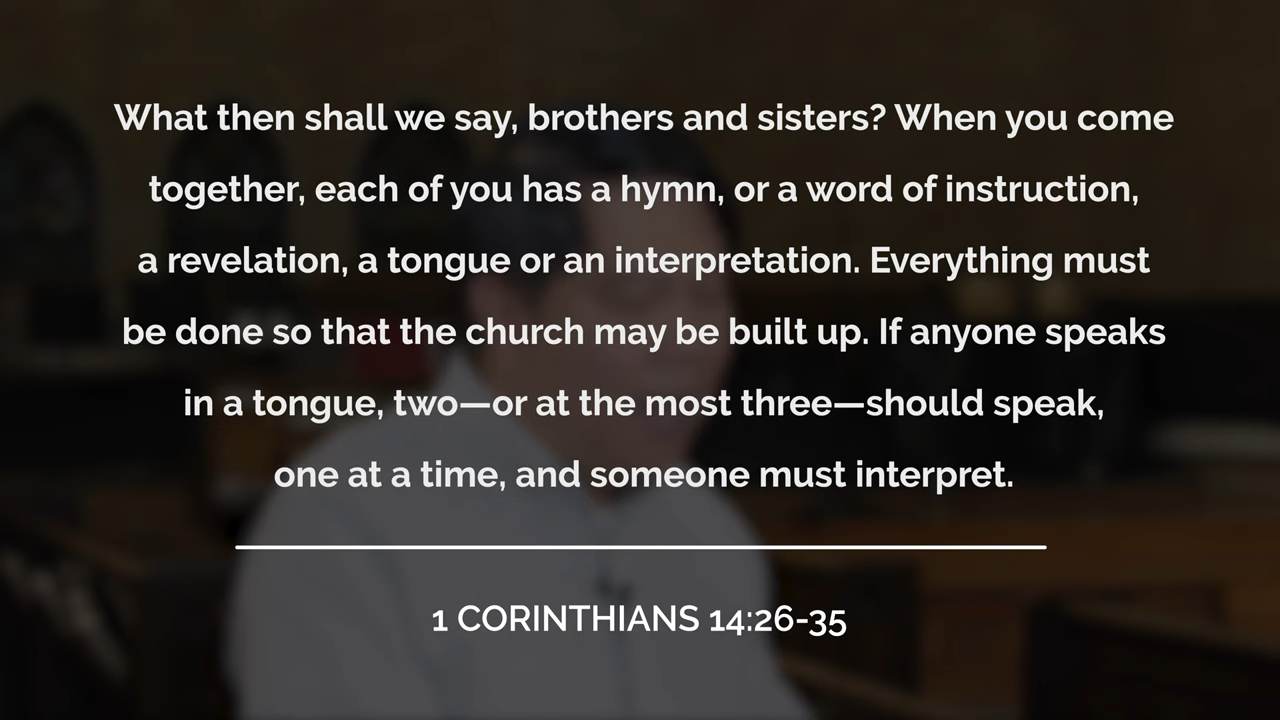 What then shall we say, brothers and sisters? When you come
together, each of you has a hymn, or a word of instruction,
a revelation, a tongue or an interpretation. Everything must
be done so that the church may be built up. If anyone speaks
in a tongue, two—or at the most three—should speak,
one at a time, and someone must interpret.
1 CORINTHIANS 14:26-35